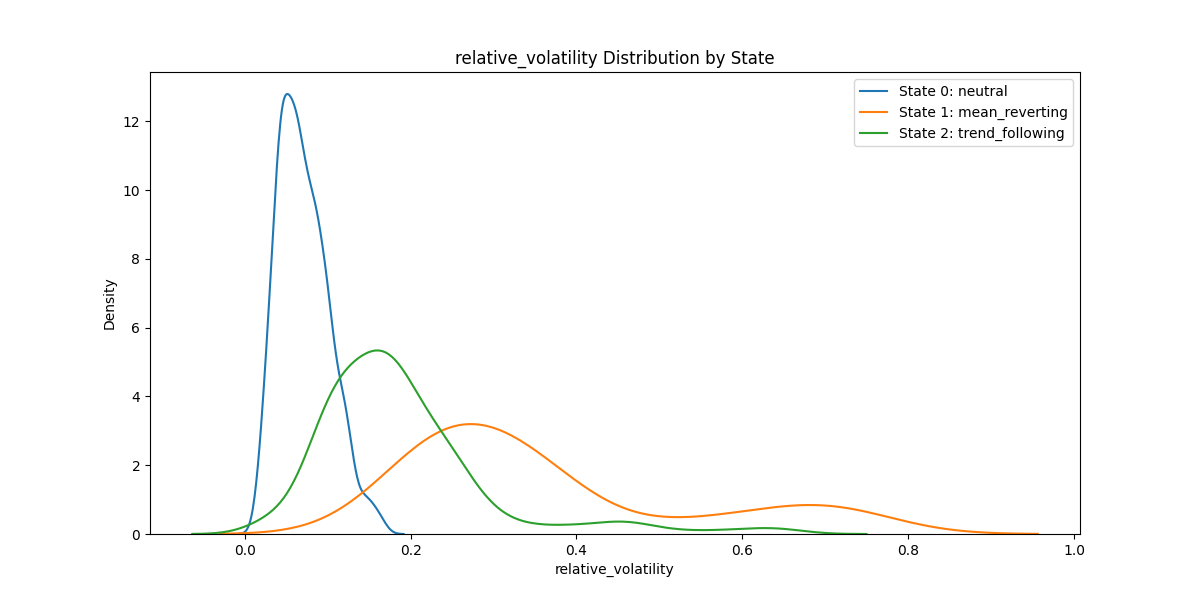 relative_volatility Distribution by State
State 0: neutral
State 1: mean_reverting
State 2: trend_following
Density
12
10
8
6
4
2
0
0.0 0.2 0.4 0.6 0.8 1.0
relative_volatility